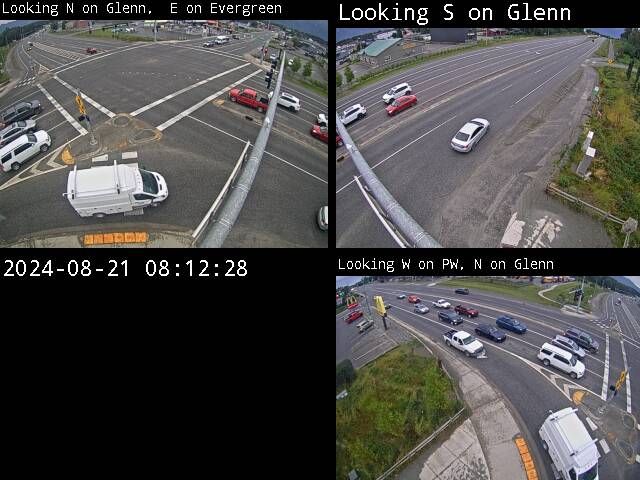 Looking N on Glenn,  E on Evergreen
Looking S on Glenn
2024-08-21 08:12:28
Looking W on PW, N on Glenn